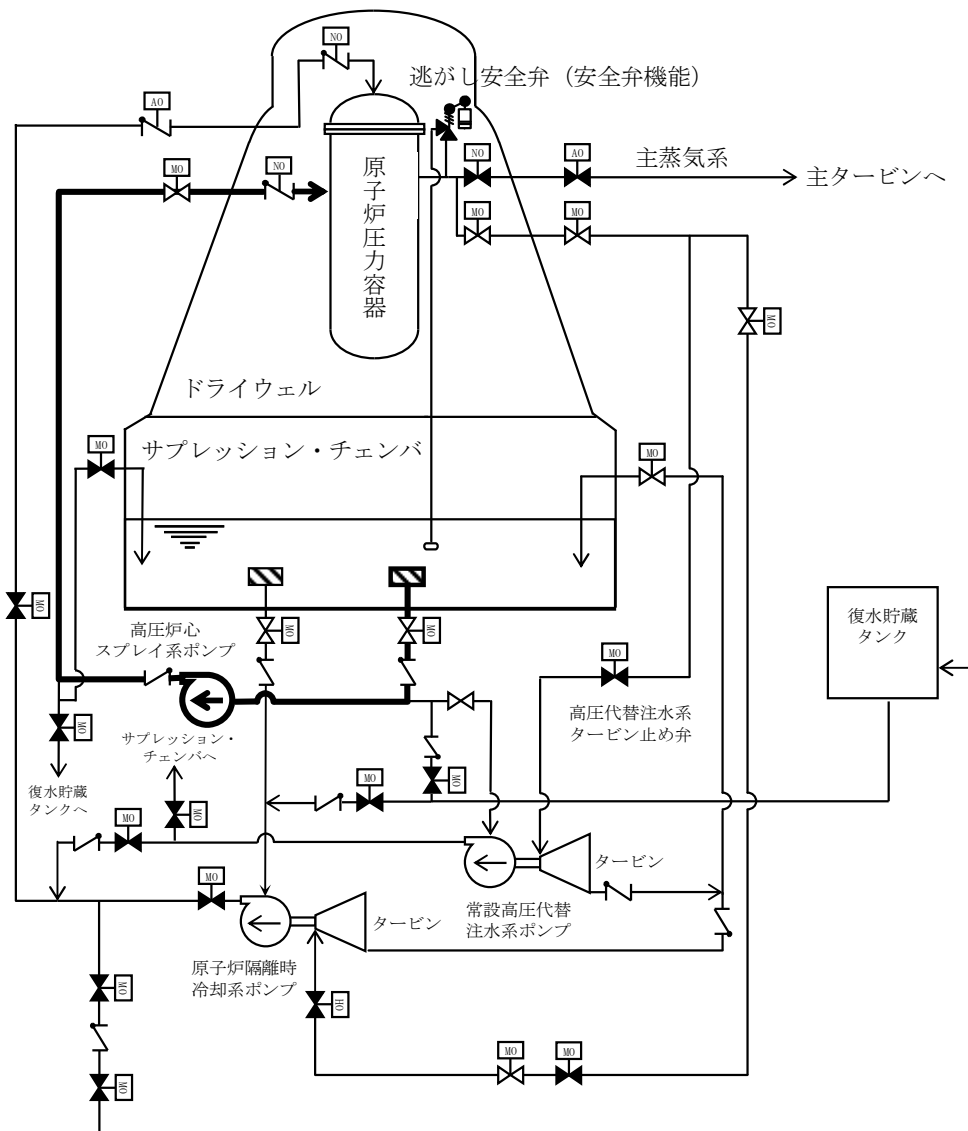 NO
逃がし安全弁（安全弁機能）
AO
原子炉圧力容器
NO
AO
主蒸気系
主タービンへ
MO
NO
MO
MO
MO
ドライウェル
サプレッション・チェンバ
MO
MO
MO
高圧炉心
スプレイ系ポンプ
MO
MO
復水貯蔵
タンク
MO
高圧代替注水系
タービン止め弁
MO
サプレッション・
チェンバへ
復水貯蔵
タンクへ
MO
MO
MO
MO
MO
タービン
常設高圧代替
注水系ポンプ
タービン
原子炉隔離時
冷却系ポンプ
MO
HO
MO
MO
MO